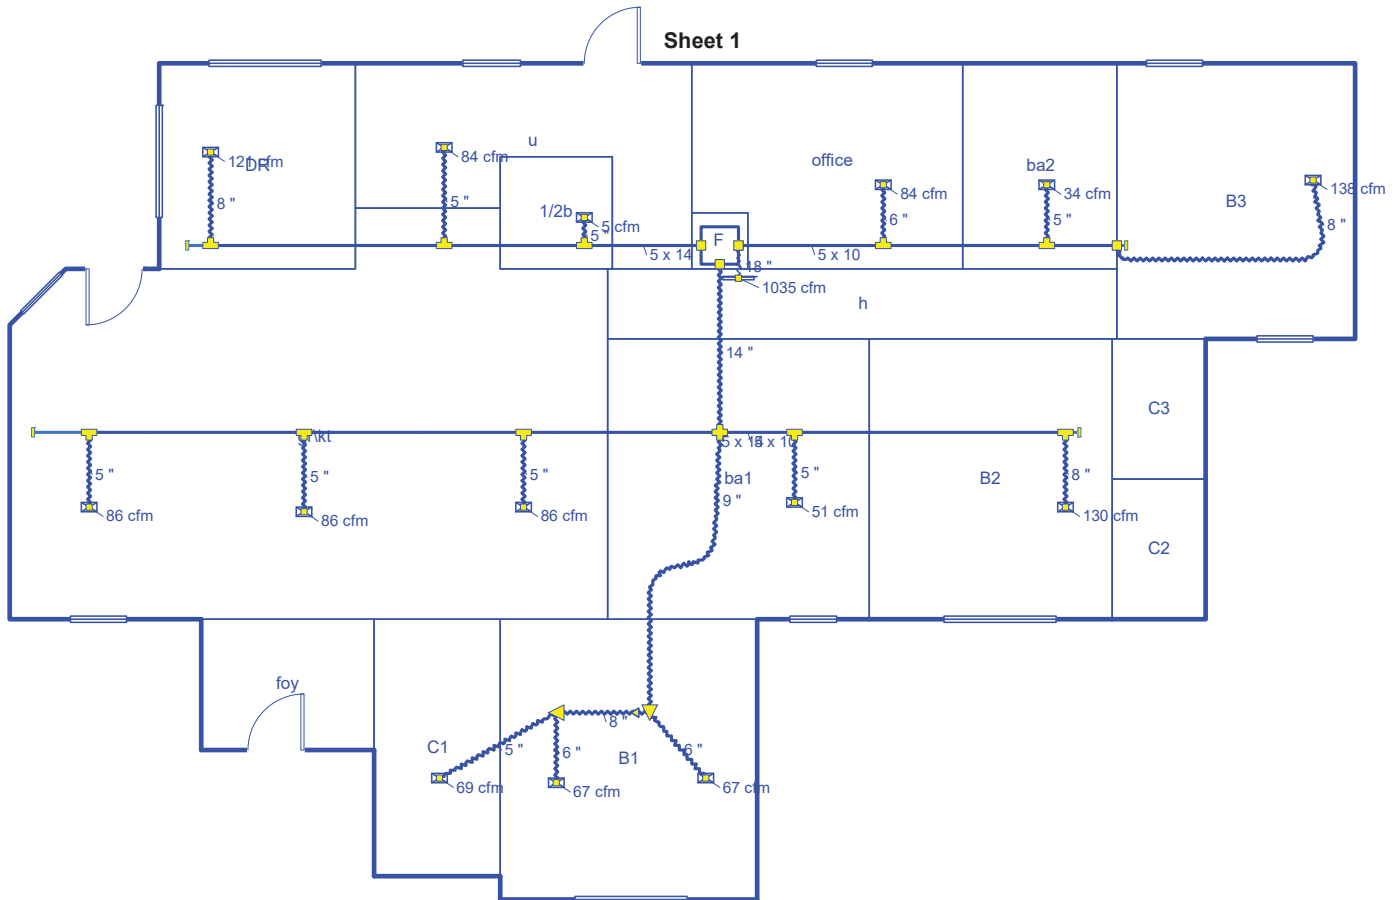 Sheet 1
u
84 cfm
DR
office
ba2
84 cfm
34 cfm
138 cfm
B3
8 "
5 "
1/2b
5 cfm
5 "
6 "
5 "
8 "
F
5 x 14
18 "
5 x 10
1035 cfm
h
14 "
C3
5 "
5 "
5 "
ba1
9 "
5 "
B2
8 "
86 cfm
86 cfm
86 cfm
51 cfm
130 cfm
C2
foy
C1
5 "
8 "
6 "
B1
6 "
69 cfm
67 cfm
67 cfm